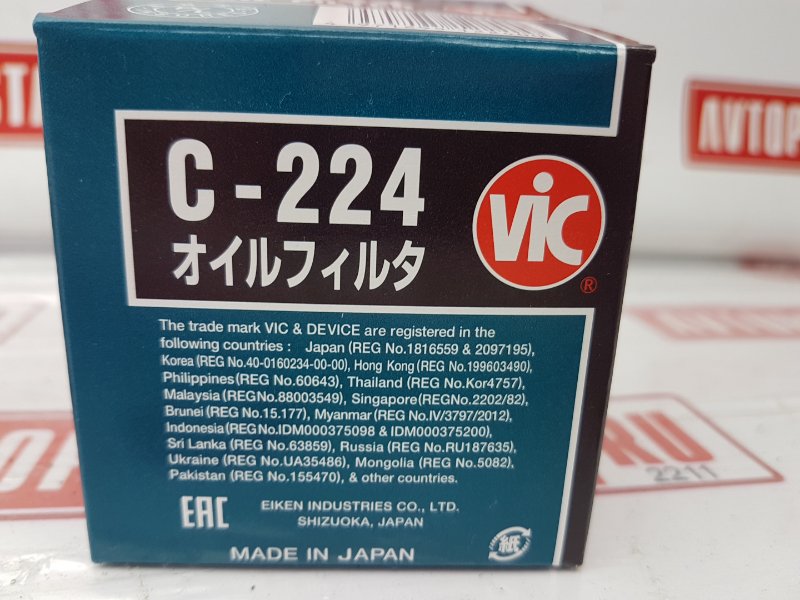 C-224
オイルフィルタ
ViC
®
The trade mark VIC & DEVICE are registered in the
following countries : Japan (REG No.1816559 & 2097195),
Korea (REG No.40-0160234-00-00), Hong Kong (REG No.199603490),
Philippines (REG No.60643), Thailand (REG No.Kor4757),
Malaysia (REG No.88003549), Singapore (REGNo.2202/82),
Brunei (REG No.15.177), Myanmar (REG No.IV/3797/2012),
Indonesia (REG No.IDM000375098 & IDM000375200),
Sri Lanka (REG No.63859), Russia (REG No.RU187635),
Ukraine (REG No.UA35486), Mongolia (REG No.5082),
Pakistan (REG No.155470), & other countries.
EAC
EIKEN INDUSTRIES CO., LTD.
SHIZUOKA, JAPAN
紙
MADE IN JAPAN
2211